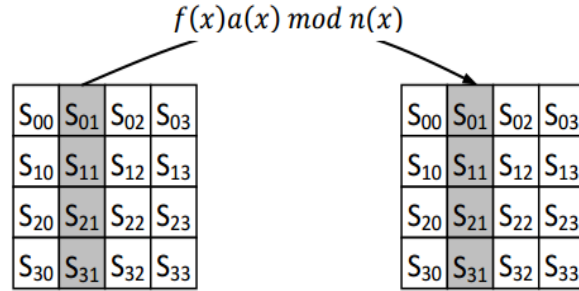 f(x)a(x) mod n(x)
S₀₀ S₀₁ S₀₂ S₀₃ S₀₀ S₀₁ S₀₂ S₀₃
S₁₀ S₁₁ S₁₂ S₁₃ S₁₀ S₁₁ S₁₂ S₁₃
S₂₀ S₂₁ S₂₂ S₂₃ S₂₀ S₂₁ S₂₂ S₂₃
S₃₀ S₃₁ S₃₂ S₃₃ S₃₀ S₃₁ S₃₂ S₃₃